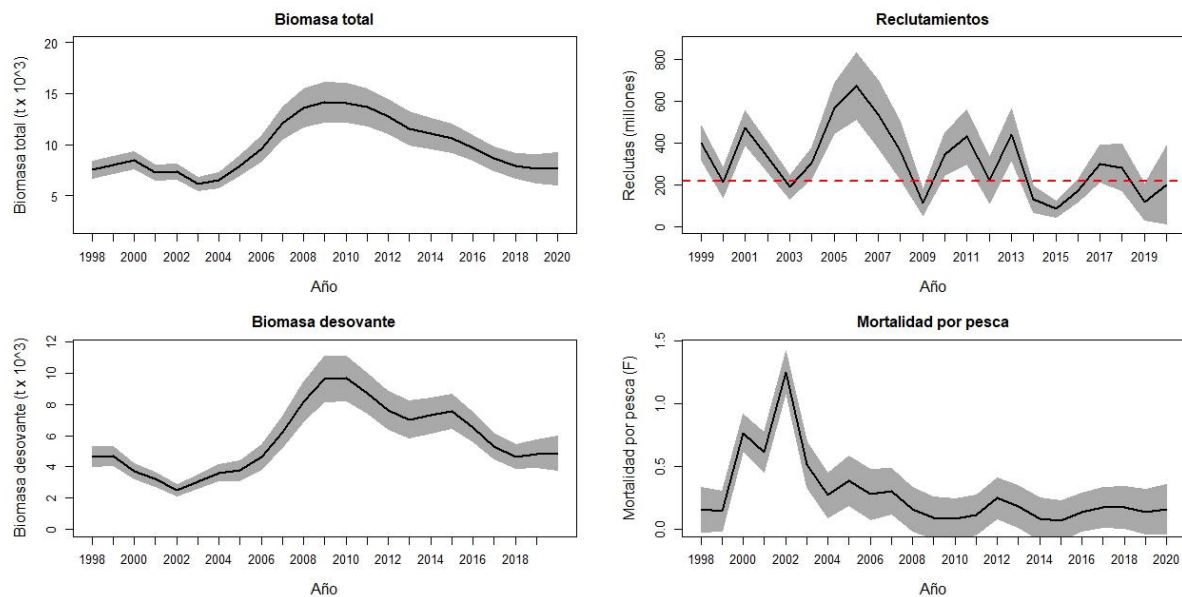 Biomasa total
Biomasa total (t x 10^3)
20
15
10
5
1998 2000 2002 2004 2006 2008 2010 2012 2014 2016 2018 2020
Año
Reclutamientos
Reclutas (millones)
800
600
400
200
0
1999 2001 2003 2005 2007 2009 2011 2013 2015 2017 2019
Año
Biomasa desovante
Biomasa desovante (t x 10^3)
12
10
8
6
4
2
0
1998 2000 2002 2004 2006 2008 2010 2012 2014 2016 2018
Año
Mortalidad por pesca
Mortalidad por pesca (F)
1.5
1.0
0.5
0.0
1998 2000 2002 2004 2006 2008 2010 2012 2014 2016 2018 2020
Año